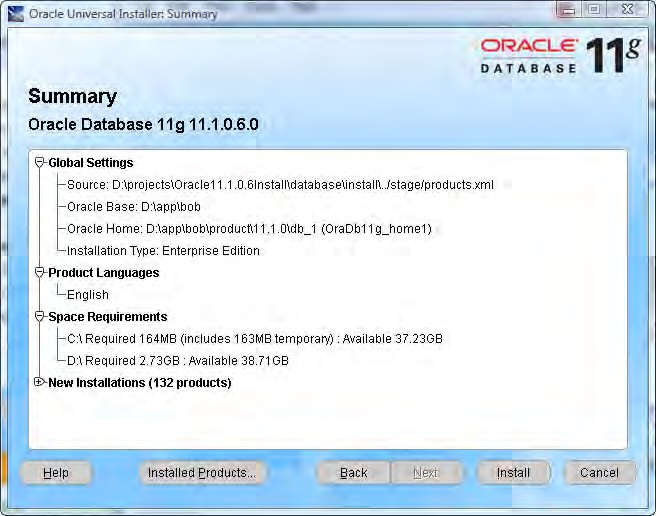 Oracle Universal Installer: Summary
ORACLE
DATABASE 11g
Summary
Oracle Database 11g 11.1.0.6.0
Global Settings
Source: D:\projects\Oracle11.1.0.6Install\database\install\../stage/products.xml
Oracle Base: D:\app\bob
Oracle Home: D:\app\bob\product\11.1.0\db_1 (OraDb11g_home1)
Installation Type: Enterprise Edition
Product Languages
English
Space Requirements
C:\ Required 164MB (includes 163MB temporary) : Available 37.23GB
D:\ Required 2.73GB : Available 38.71GB
New Installations (132 products)
Help Installed Products... Back Next Install Cancel